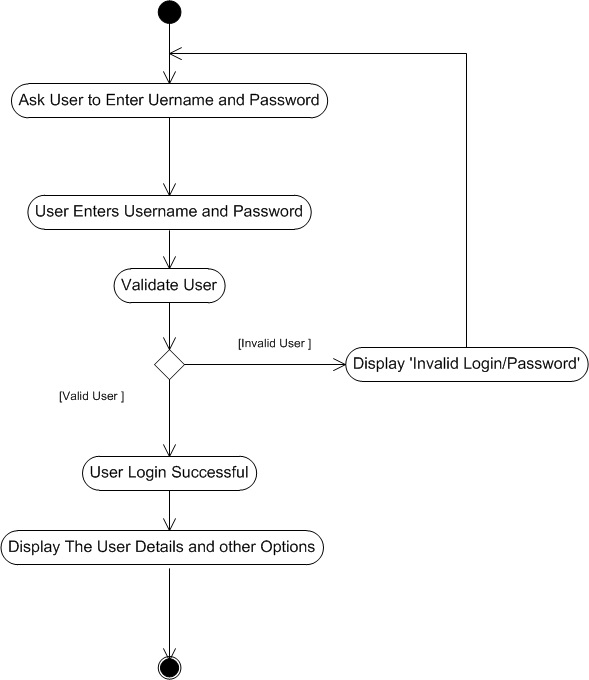 Ask User to Enter Uername and Password
User Enters Username and Password
Validate User
[Invalid User ]
Display 'Invalid Login/Password'
[Valid User ]
User Login Successful
Display The User Details and other Options